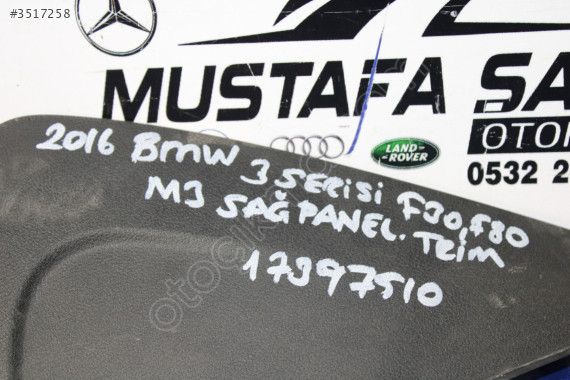 #3517258
MUSTAFA SA
OTO
LAND-
ROVER
0532 2
2016 BMW 3 SERİSİ F30,F80
M3 SAĞ PANEL. TRİM
17397510